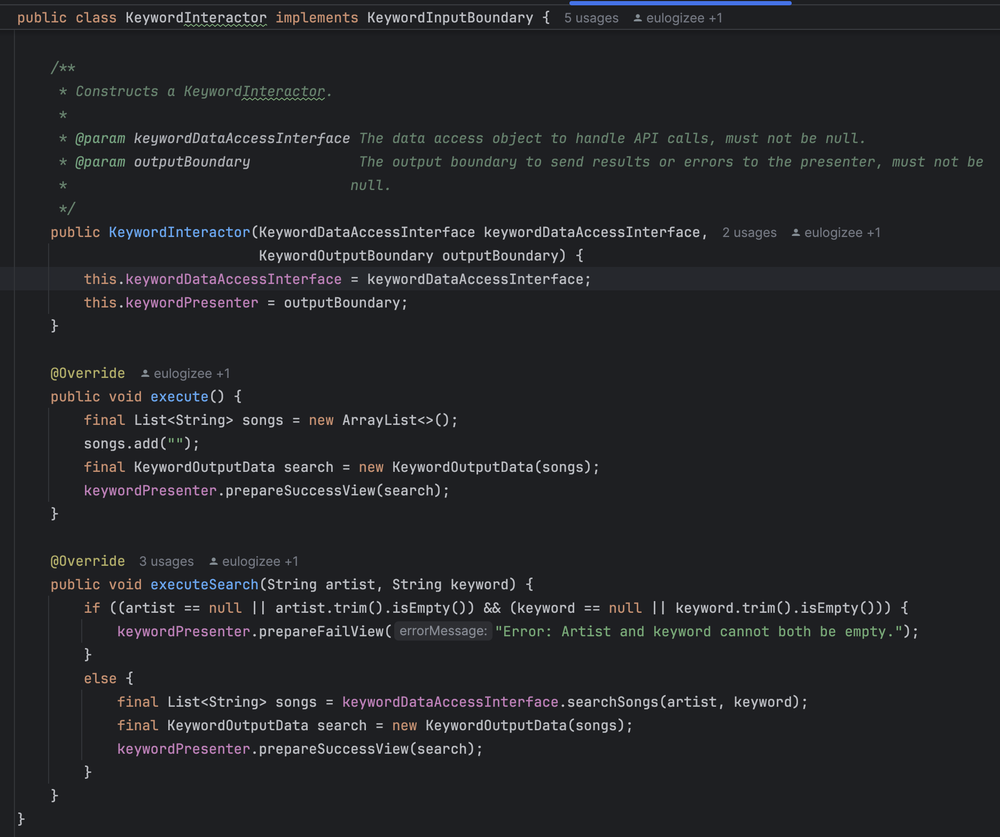 public class KeywordInteractor implements KeywordInputBoundary { 5 usages eulogizee +1
/**
* Constructs a KeywordInteractor.
*
* @param keywordDataAccessInterface The data access object to handle API calls, must not be null.
* @param outputBoundary The output boundary to send results or errors to the presenter, must not be
* null.
*/
public KeywordInteractor(KeywordDataAccessInterface keywordDataAccessInterface, 2 usages eulogizee +1
KeywordOutputBoundary outputBoundary) {
this.keywordDataAccessInterface = keywordDataAccessInterface;
this.keywordPresenter = outputBoundary;
}
@Override eulogizee +1
public void execute() {
final List<String> songs = new ArrayList<>();
songs.add("");
final KeywordOutputData search = new KeywordOutputData(songs);
keywordPresenter.prepareSuccessView(search);
}
@Override 3 usages eulogizee +1
public void executeSearch(String artist, String keyword) {
if ((artist == null || artist.trim().isEmpty()) && (keyword == null || keyword.trim().isEmpty())) {
keywordPresenter.prepareFailView( errorMessage: "Error: Artist and keyword cannot both be empty.");
}
else {
final List<String> songs = keywordDataAccessInterface.searchSongs(artist, keyword);
final KeywordOutputData search = new KeywordOutputData(songs);
keywordPresenter.prepareSuccessView(search);
}
}
}